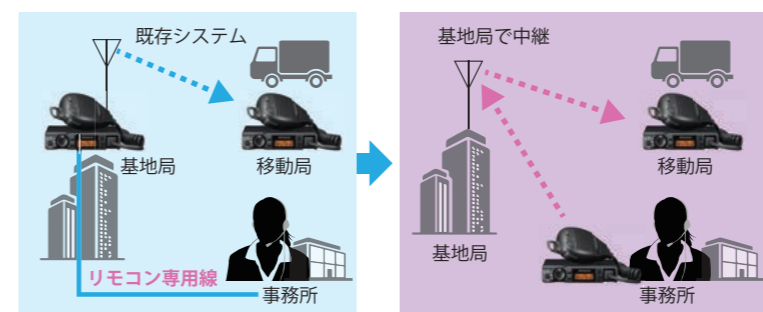 既存システム
基地局
移動局
リモコン専用線
事務所
基地局で中継
移動局
基地局
事務所